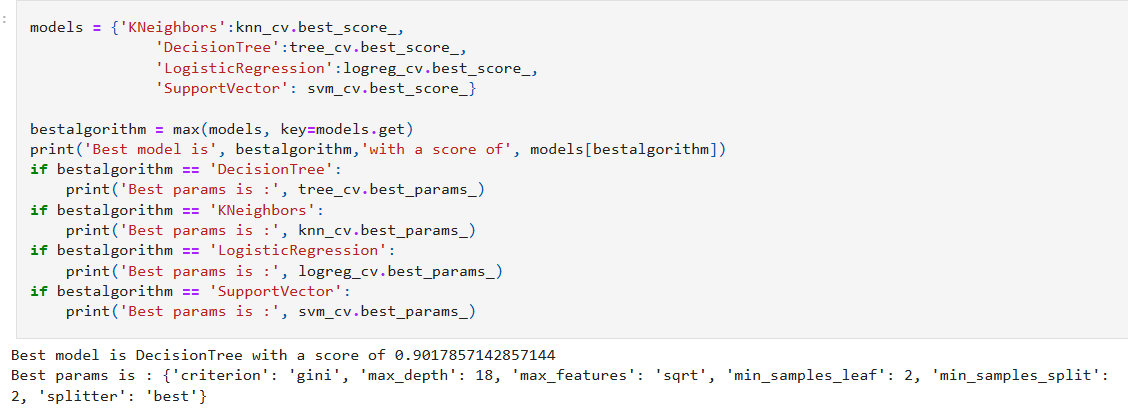 :
models = {'KNeighbors':knn_cv.best_score_,
              'DecisionTree':tree_cv.best_score_,
              'LogisticRegression':logreg_cv.best_score_,
              'SupportVector': svm_cv.best_score_}

bestalgorithm = max(models, key=models.get)
print('Best model is', bestalgorithm,'with a score of', models[bestalgorithm])
if bestalgorithm == 'DecisionTree':
    print('Best params is :', tree_cv.best_params_)
if bestalgorithm == 'KNeighbors':
    print('Best params is :', knn_cv.best_params_)
if bestalgorithm == 'LogisticRegression':
    print('Best params is :', logreg_cv.best_params_)
if bestalgorithm == 'SupportVector':
    print('Best params is :', svm_cv.best_params_)

Best model is DecisionTree with a score of 0.9017857142857144
Best params is : {'criterion': 'gini', 'max_depth': 18, 'max_features': 'sqrt', 'min_samples_leaf': 2, 'min_samples_split':
2, 'splitter': 'best'}